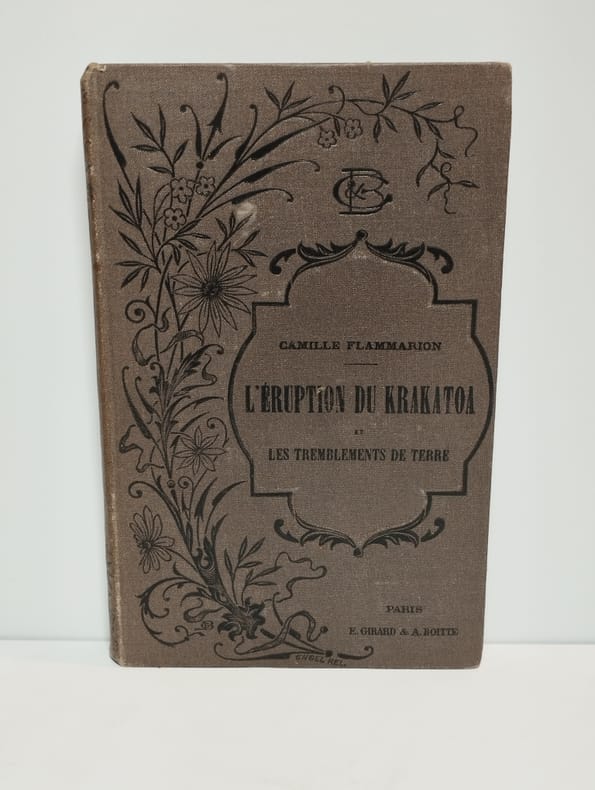 CAMILLE FLAMMARION
L'ÉRUPTION DU KRAKATOA
ET
LES TREMBLEMENTS DE TERRE
PARIS
E. GIRARD & A. BOITTE
ENGEL REL.